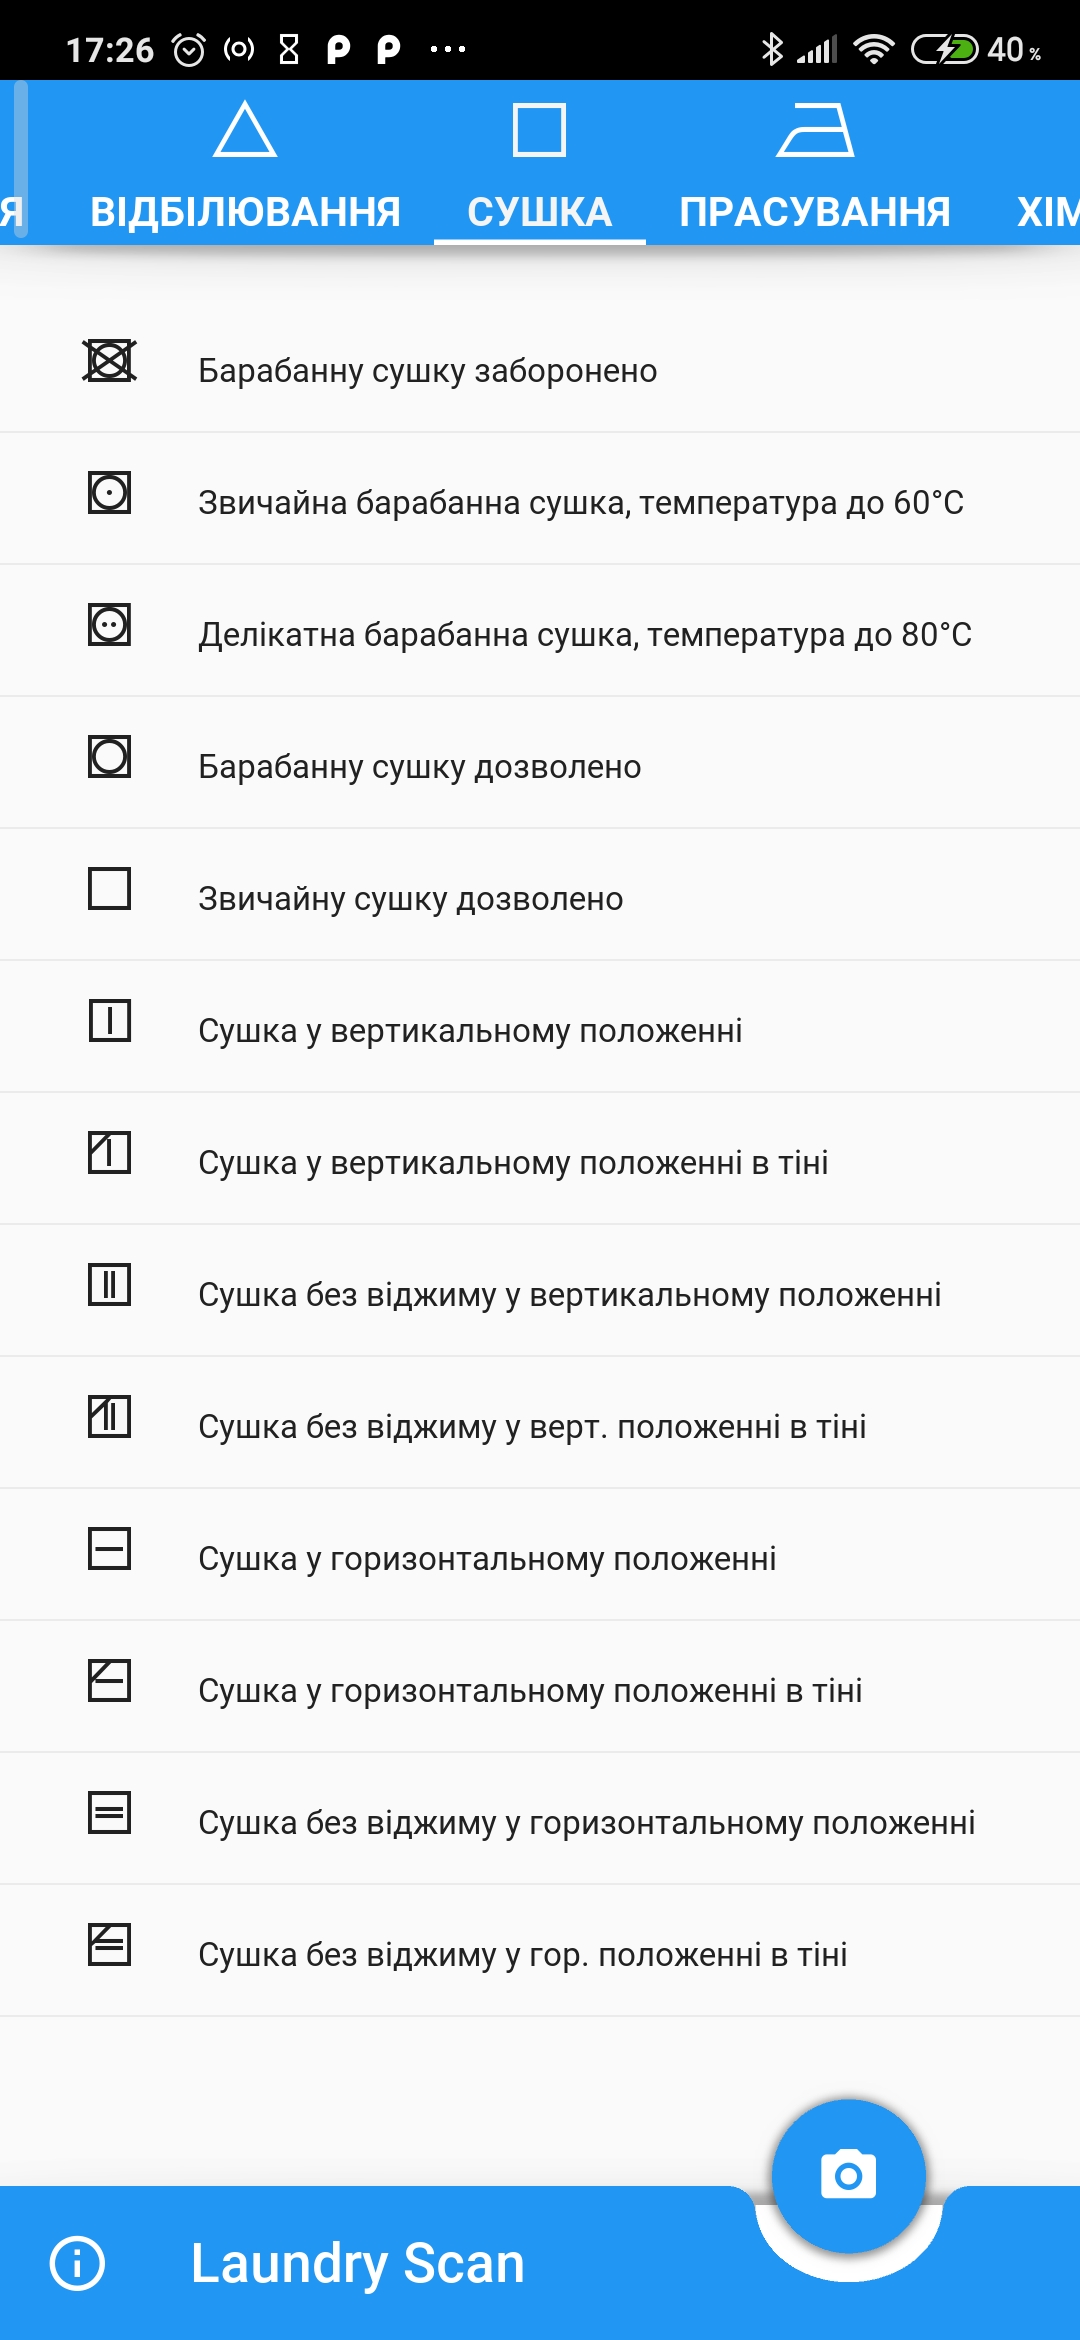 17:26
40 %
Я ВІДБІЛЮВАННЯ СУШКА ПРАСУВАННЯ ХІМ
Барабанну сушку заборонено
Звичайна барабанна сушка, температура до 60°C
Делікатна барабанна сушка, температура до 80°C
Барабанну сушку дозволено
Звичайну сушку дозволено
Сушка у вертикальному положенні
Сушка у вертикальному положенні в тіні
Сушка без віджиму у вертикальному положенні
Сушка без віджиму у верт. положенні в тіні
Сушка у горизонтальному положенні
Сушка у горизонтальному положенні в тіні
Сушка без віджиму у горизонтальному положенні
Сушка без віджиму у гор. положенні в тіні
Laundry Scan